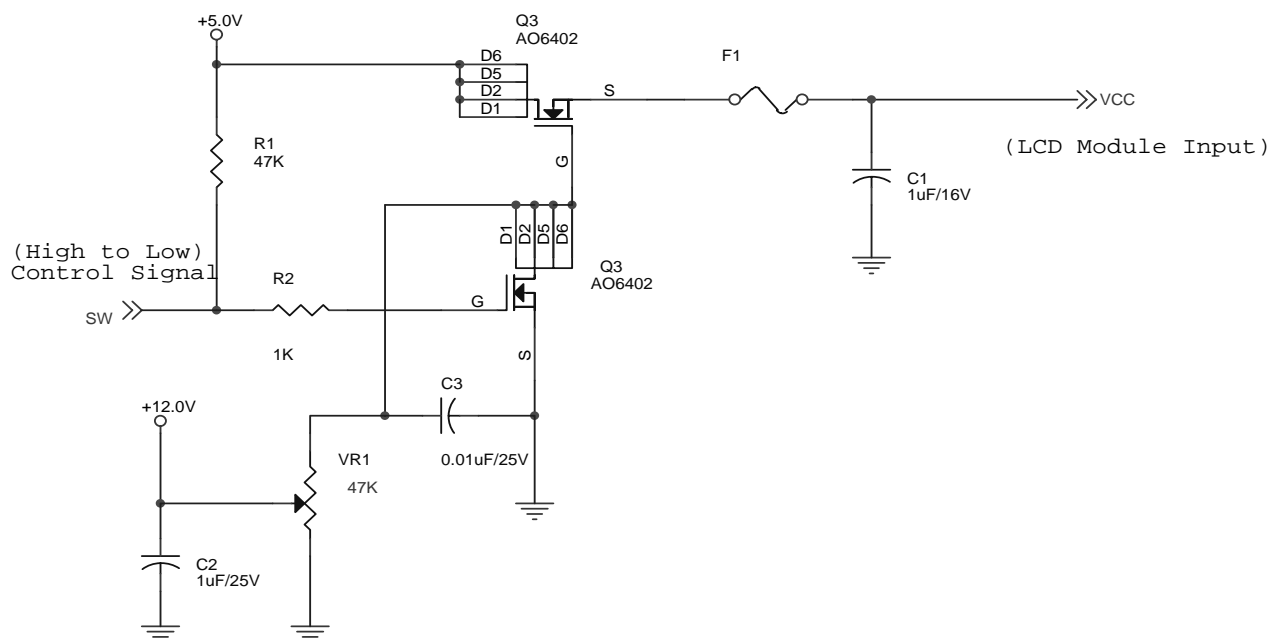 +5.0V
Q3
AO6402
D6
D5
D2
D1
S
G
F1
VCC
(LCD Module Input)
R1
47K
C1
1uF/16V
D1
D2
D5
D6
Q3
AO6402
(High to Low)
Control Signal
SW
R2
1K
G
S
C3
0.01uF/25V
+12.0V
VR1
47K
C2
1uF/25V